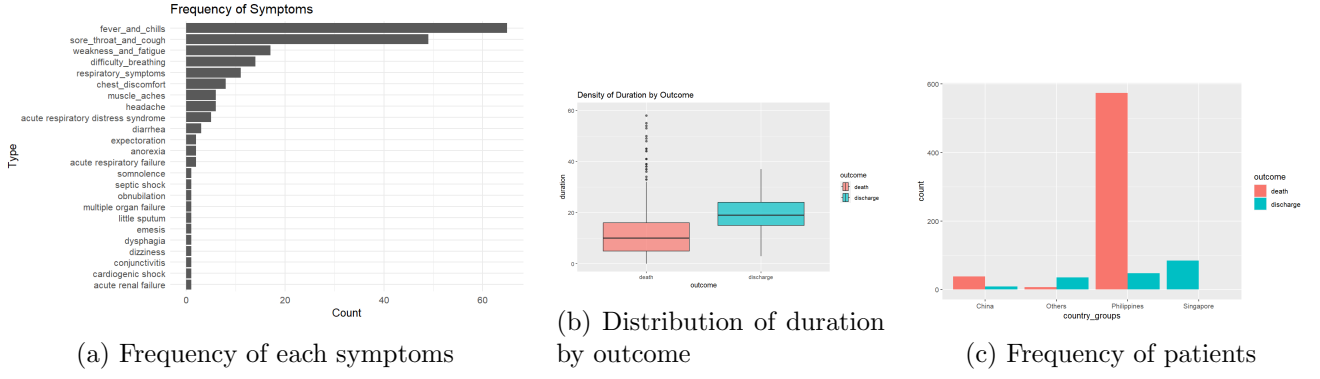 Frequency of Symptoms
Type
fever_and_chills
sore_throat_and_cough
weakness_and_fatigue
difficulty_breathing
respiratory_symptoms
chest_discomfort
muscle_aches
headache
acute respiratory distress syndrome
diarrhea
expectoration
anorexia
acute respiratory failure
somnolence
septic shock
obnubilation
multiple organ failure
little sputum
emesis
dysphagia
dizziness
conjunctivitis
cardiogenic shock
acute renal failure
0 20 40 60
Count
(a) Frequency of each symptoms
Density of Duration by Outcome
duration
60
40
20
0
death discharge
outcome
outcome
death
discharge
(b) Distribution of duration
by outcome
count
600
400
200
0
China Others Philippines Singapore
country_groups
outcome
death
discharge
(c) Frequency of patients